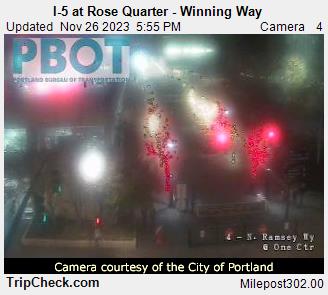 I-5 at Rose Quarter - Winning Way
Updated Nov 26 2023 5:55 PM Camera 4
PBOT
PORTLAND BUREAU OF TRANSPORTATION
4 - N. Ramsey Wy
@ One Ctr
Camera courtesy of the City of Portland
TripCheck.com Milepost302.00